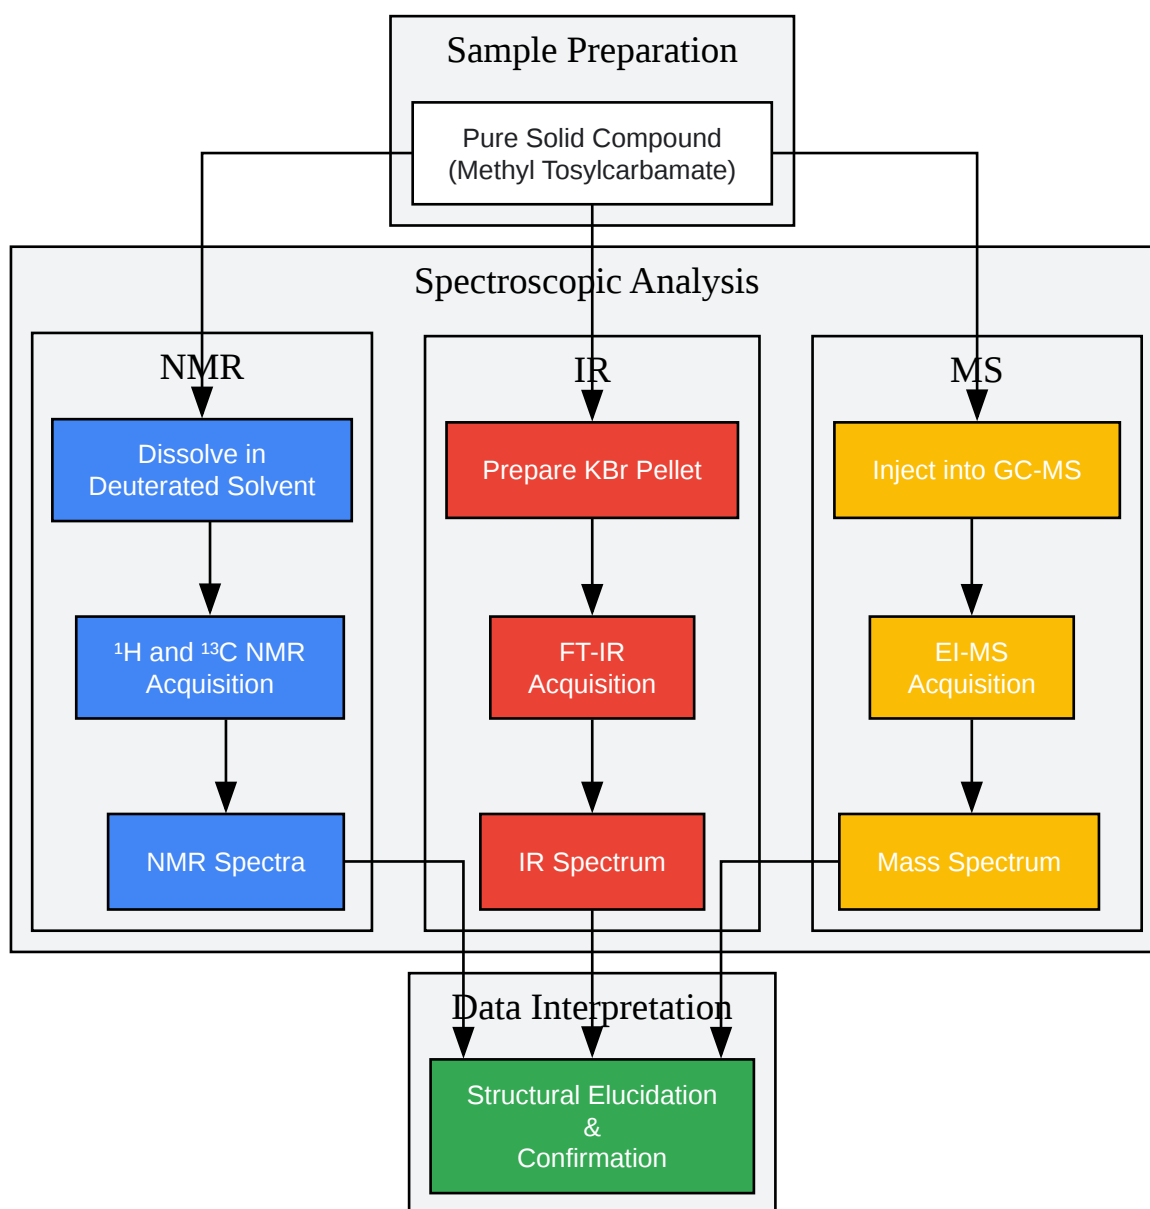 Sample Preparation
Pure Solid Compound
(Methyl Tosylcarbamate)
Spectroscopic Analysis
NMR
Dissolve in
Deuterated Solvent
¹H and ¹³C NMR
Acquisition
NMR Spectra
IR
Prepare KBr Pellet
FT-IR
Acquisition
IR Spectrum
MS
Inject into GC-MS
EI-MS
Acquisition
Mass Spectrum
Data Interpretation
Structural Elucidation
&
Confirmation